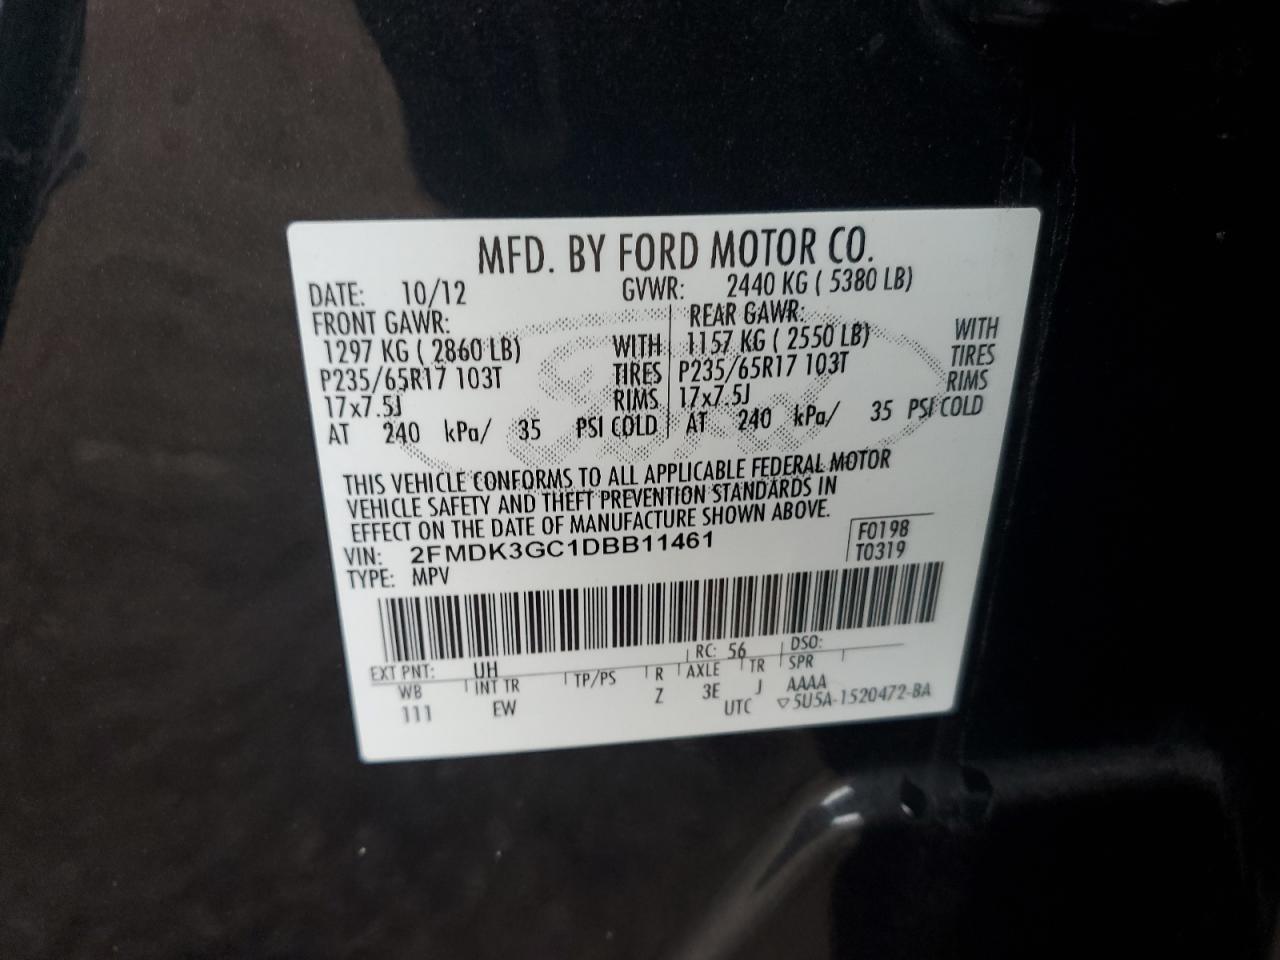 MFD. BY FORD MOTOR CO.
DATE: 10/12 GVWR: 2440 KG ( 5380 LB)
FRONT GAWR: REAR GAWR:
1297 KG ( 2860 LB) WITH 1157 KG ( 2550 LB) WITH
P235/65R17 103T TIRES P235/65R17 103T TIRES
17x7.5J RIMS 17x7.5J RIMS
AT 240 kPa/ 35 PSI COLD AT 240 kPa/ 35 PSI COLD
THIS VEHICLE CONFORMS TO ALL APPLICABLE FEDERAL MOTOR
VEHICLE SAFETY AND THEFT PREVENTION STANDARDS IN
EFFECT ON THE DATE OF MANUFACTURE SHOWN ABOVE.
VIN: 2FMDK3GC1DBB11461 F0198
TYPE: MPV T0319
EXT PNT: UH RC: 56 DSO:
WB INT TR TP/PS R AXLE TR SPR
111 EW Z 3E J AAAA
UTC ▽5U5A-1520472-BA